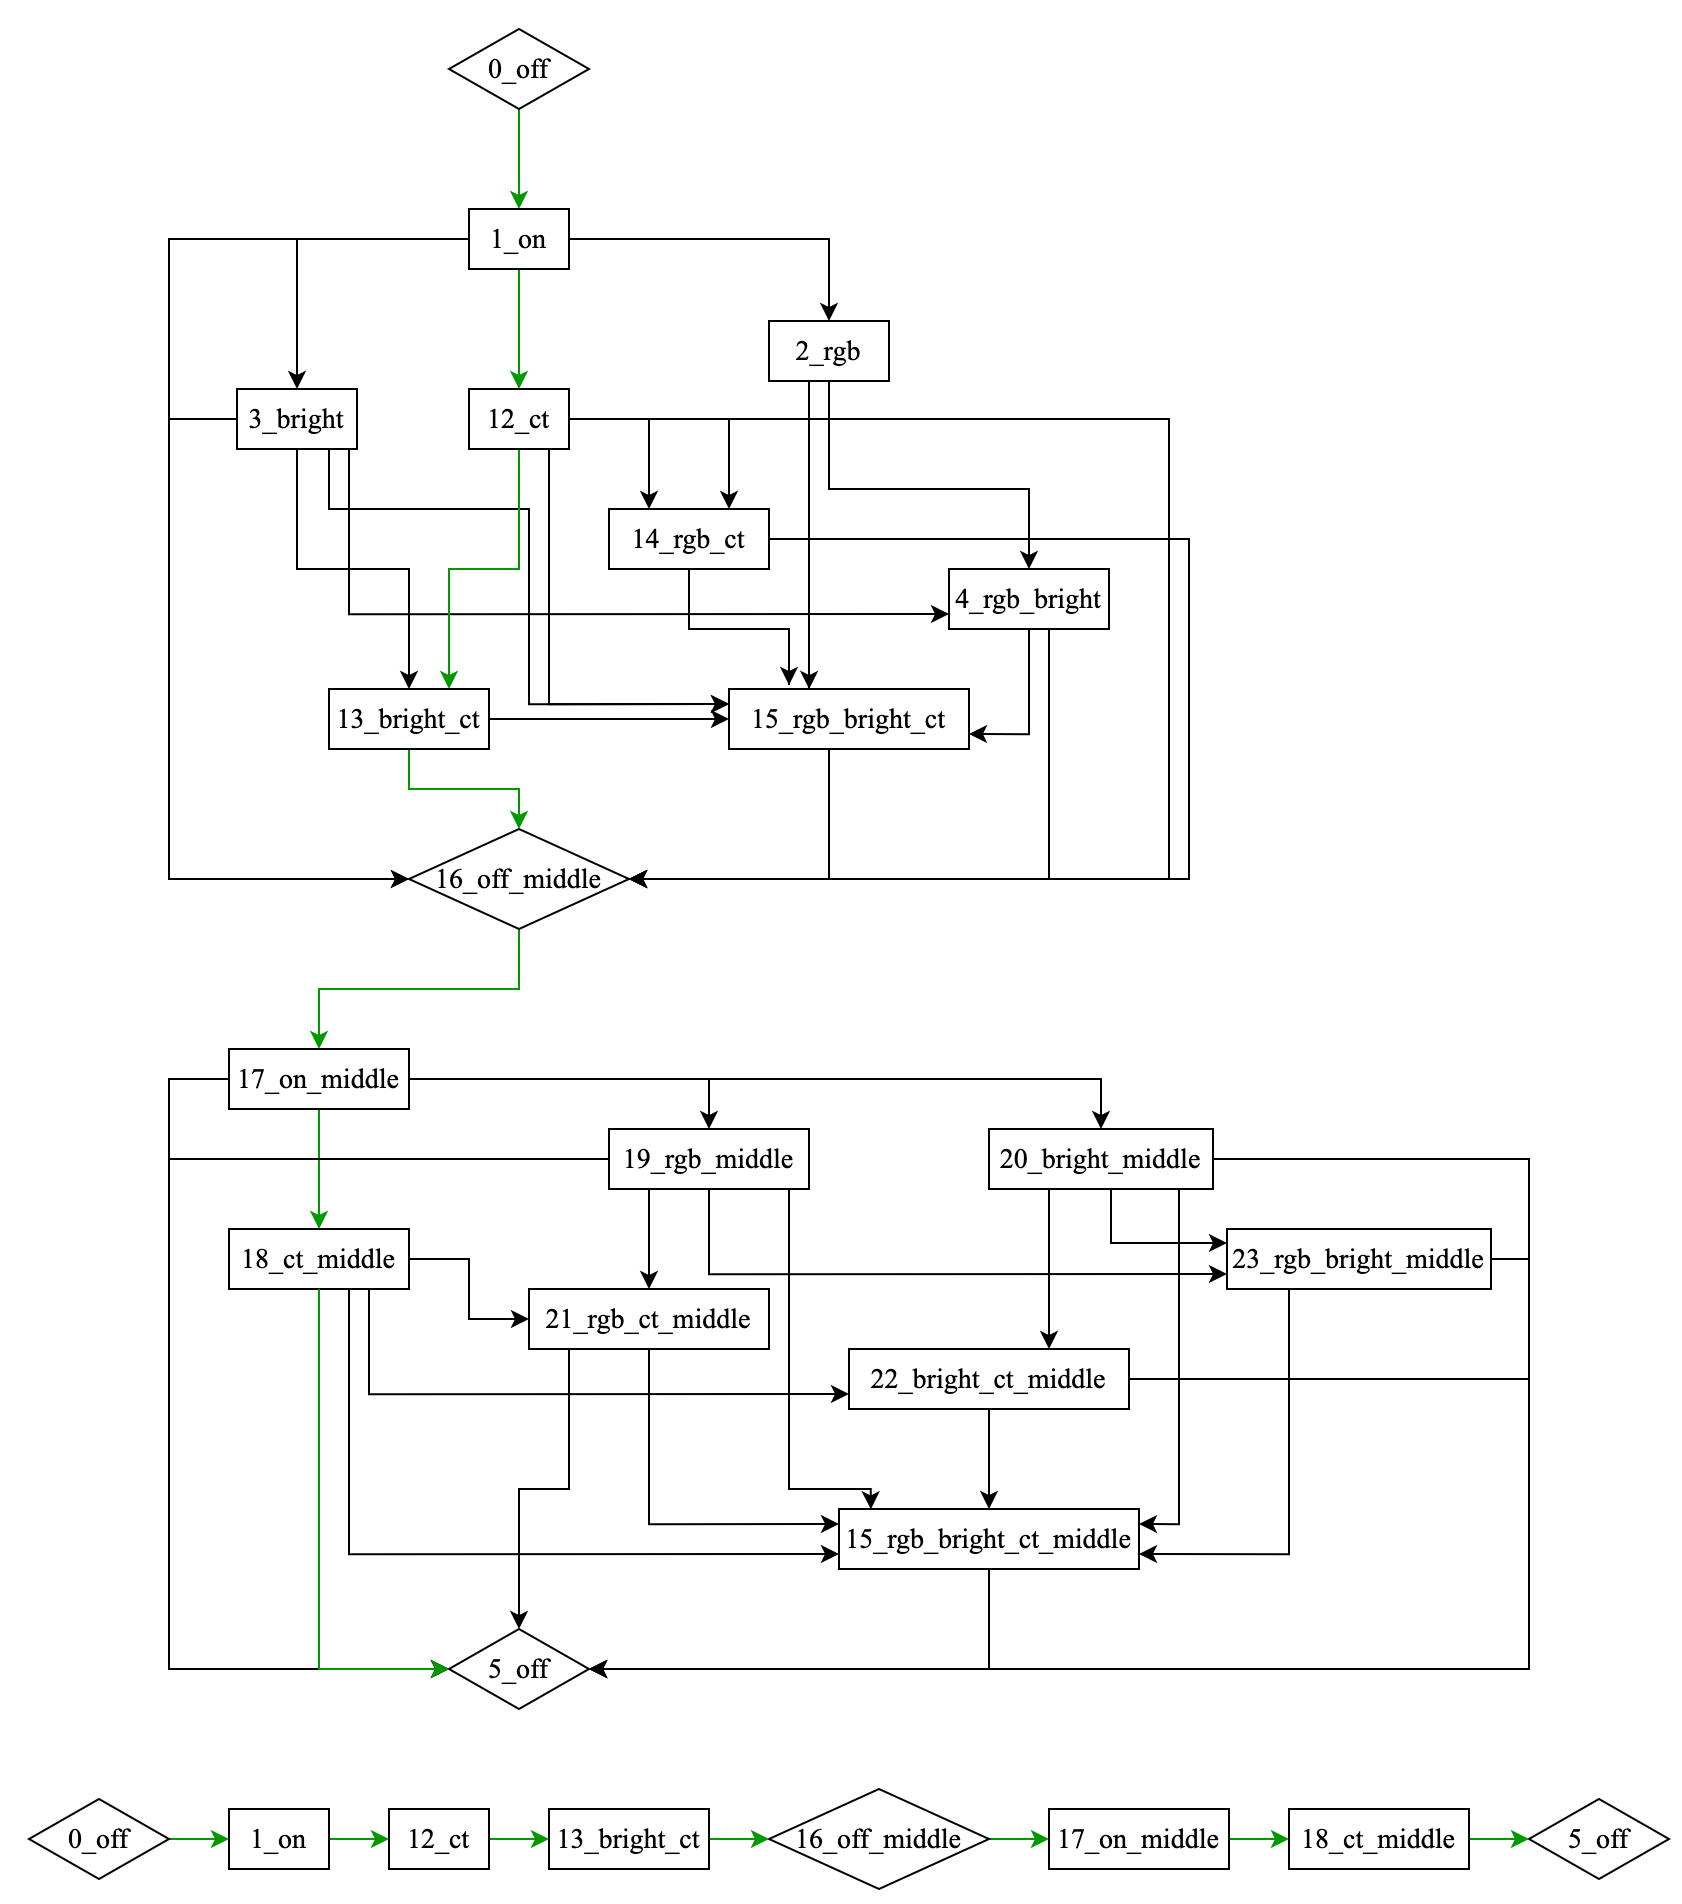 0_off
1_on
2_rgb
3_bright
12_ct
14_rgb_ct
4_rgb_bright
13_bright_ct
15_rgb_bright_ct
16_off_middle
17_on_middle
19_rgb_middle
20_bright_middle
18_ct_middle
23_rgb_bright_middle
21_rgb_ct_middle
22_bright_ct_middle
15_rgb_bright_ct_middle
5_off
0_off
1_on
12_ct
13_bright_ct
16_off_middle
17_on_middle
18_ct_middle
5_off